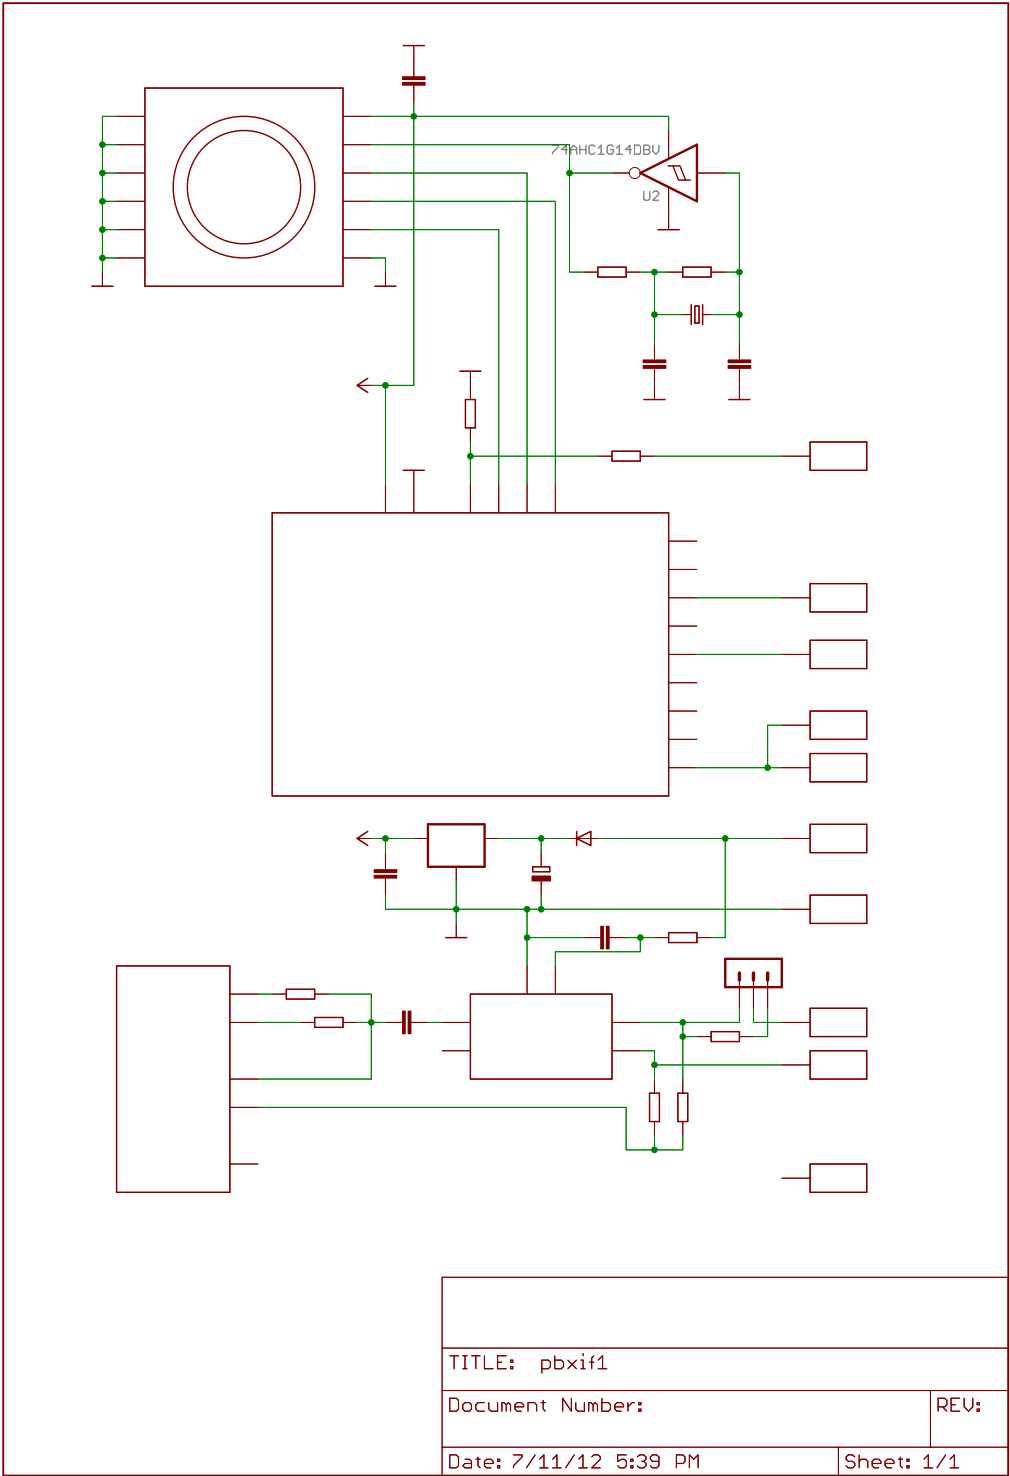 74AHC1G14DBV
U2
TITLE: pbxif1
Document Number:
REV:
Date: 7/11/12 5:39 PM
Sheet: 1/1